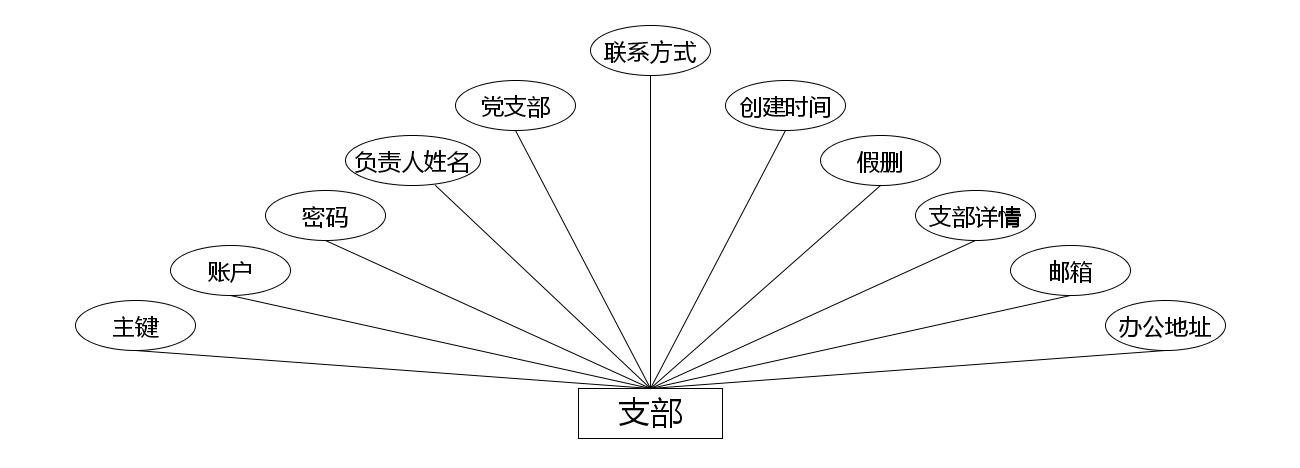 联系方式
党支部
创建时间
负责人姓名
假删
密码
支部详情
账户
邮箱
主键
办公地址
支部